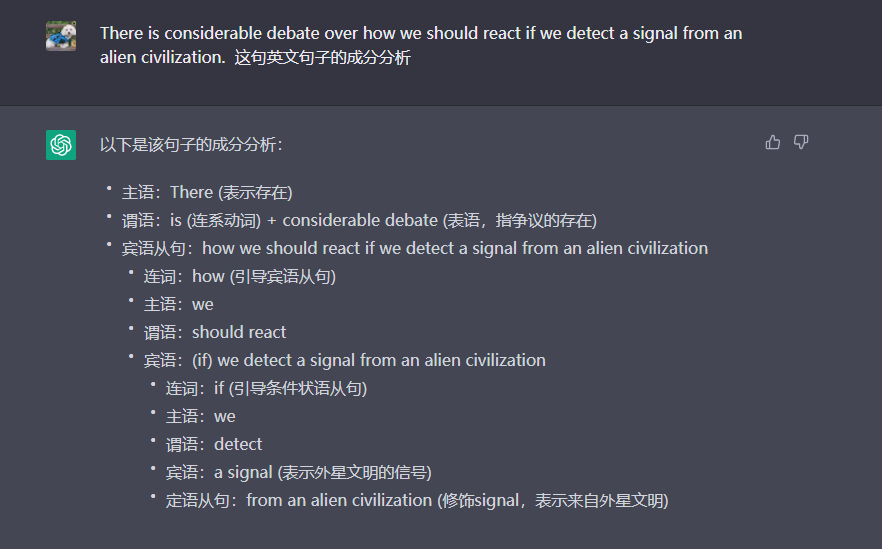 There is considerable debate over how we should react if we detect a signal from an
alien civilization. 这句英文句子的成分分析
以下是该句子的成分分析：
• 主语：There (表示存在)
• 谓语：is (连系动词) + considerable debate (表语，指争议的存在)
• 宾语从句：how we should react if we detect a signal from an alien civilization
• 连词：how (引导宾语从句)
• 主语：we
• 谓语：should react
• 宾语：(if) we detect a signal from an alien civilization
• 连词：if (引导条件状语从句)
• 主语：we
• 谓语：detect
• 宾语：a signal (表示外星文明的信号)
• 定语从句：from an alien civilization (修饰signal，表示来自外星文明)